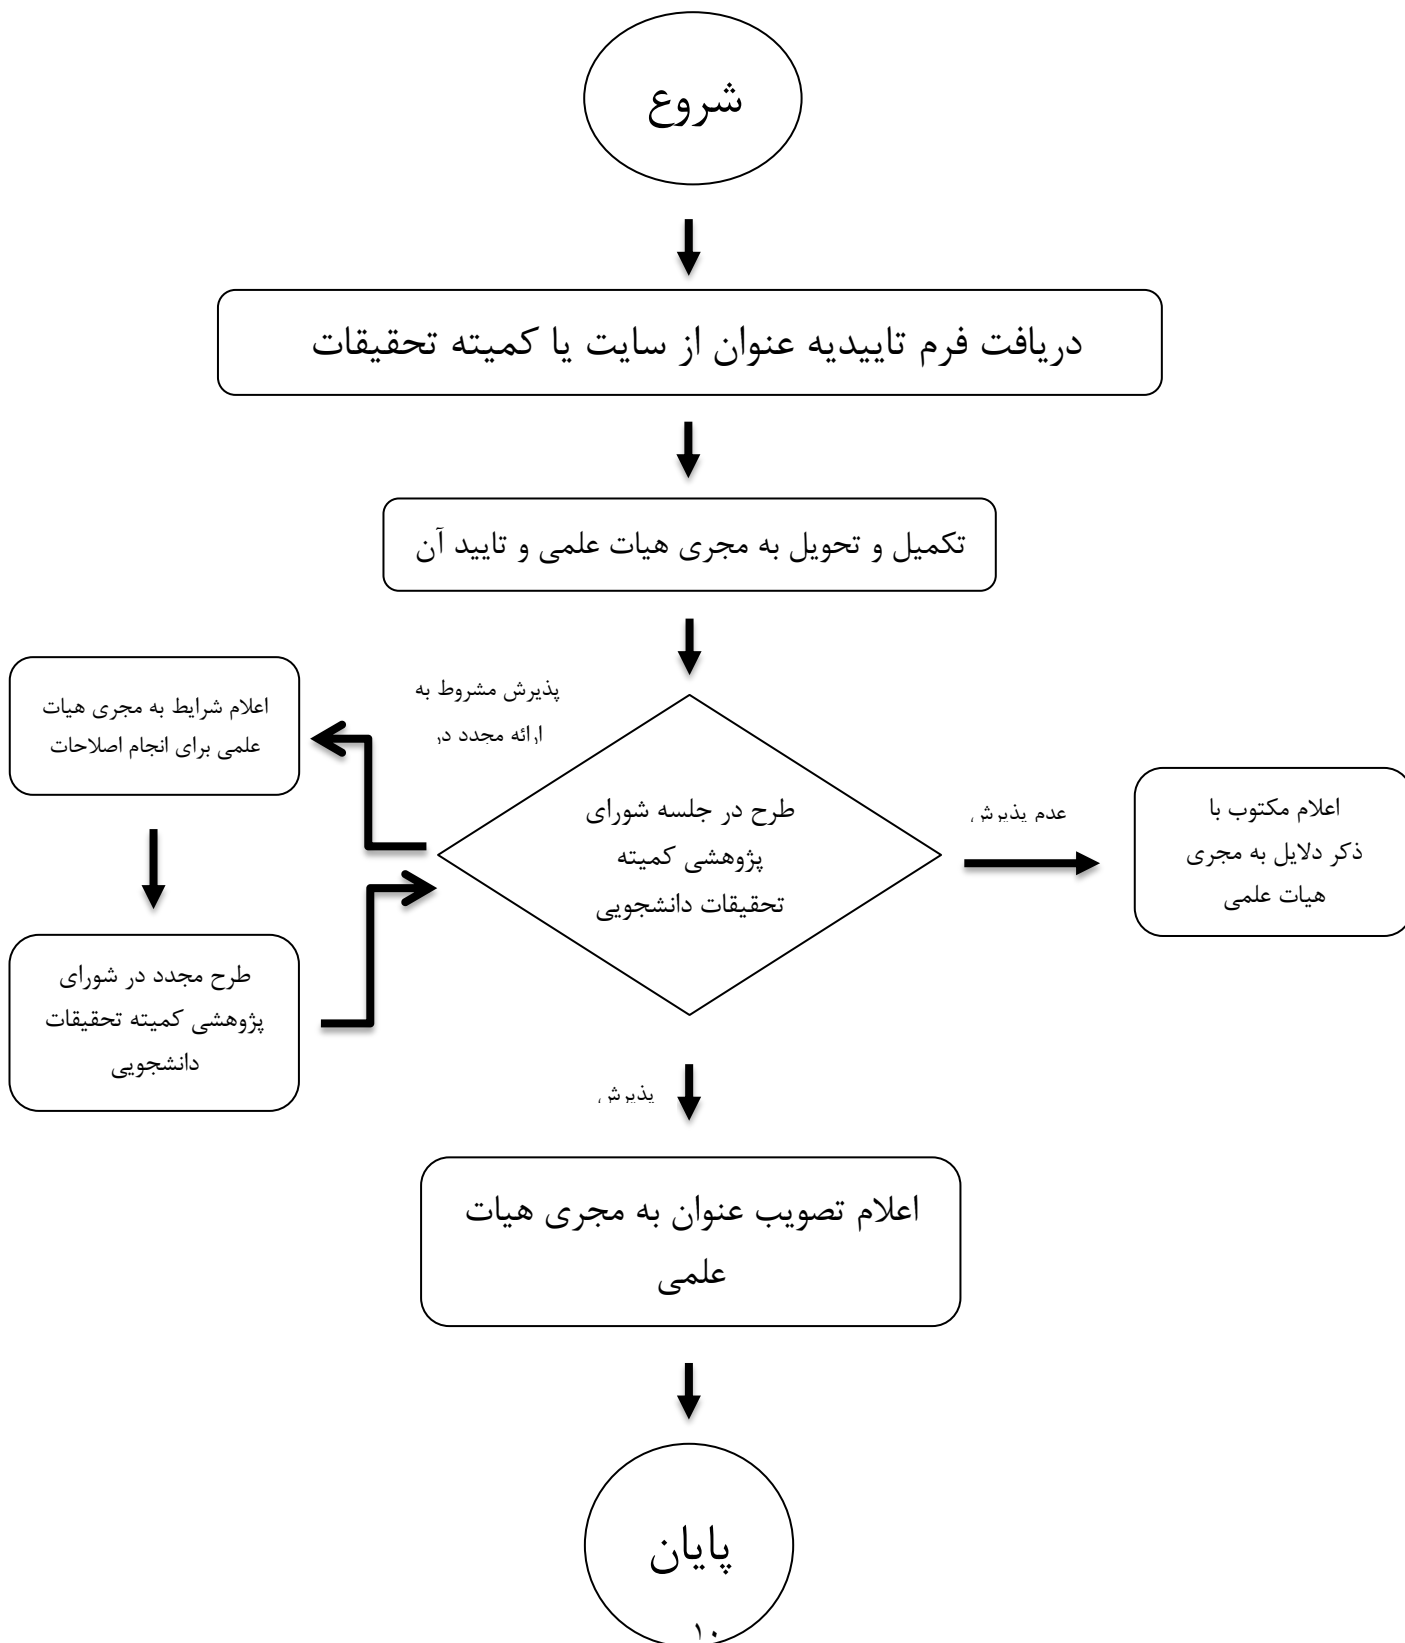 شروع
دریافت فرم تاییدیه عنوان از سایت یا کمیته تحقیقات
تکمیل و تحویل به مجری هیات علمی و تایید آن
پذیرش مشروط به
ارائه مجدد در
اعلام شرایط به مجری هیات
علمی برای انجام اصلاحات
طرح در جلسه شورای
پژوهشی کمیته
تحقیقات دانشجویی
عدم پذیرش
اعلام مکتوب با
ذکر دلایل به مجری
هیات علمی
طرح مجدد در شورای
پژوهشی کمیته تحقیقات
دانشجویی
پذیرش
اعلام تصویب عنوان به مجری هیات
علمی
پایان
۱۰